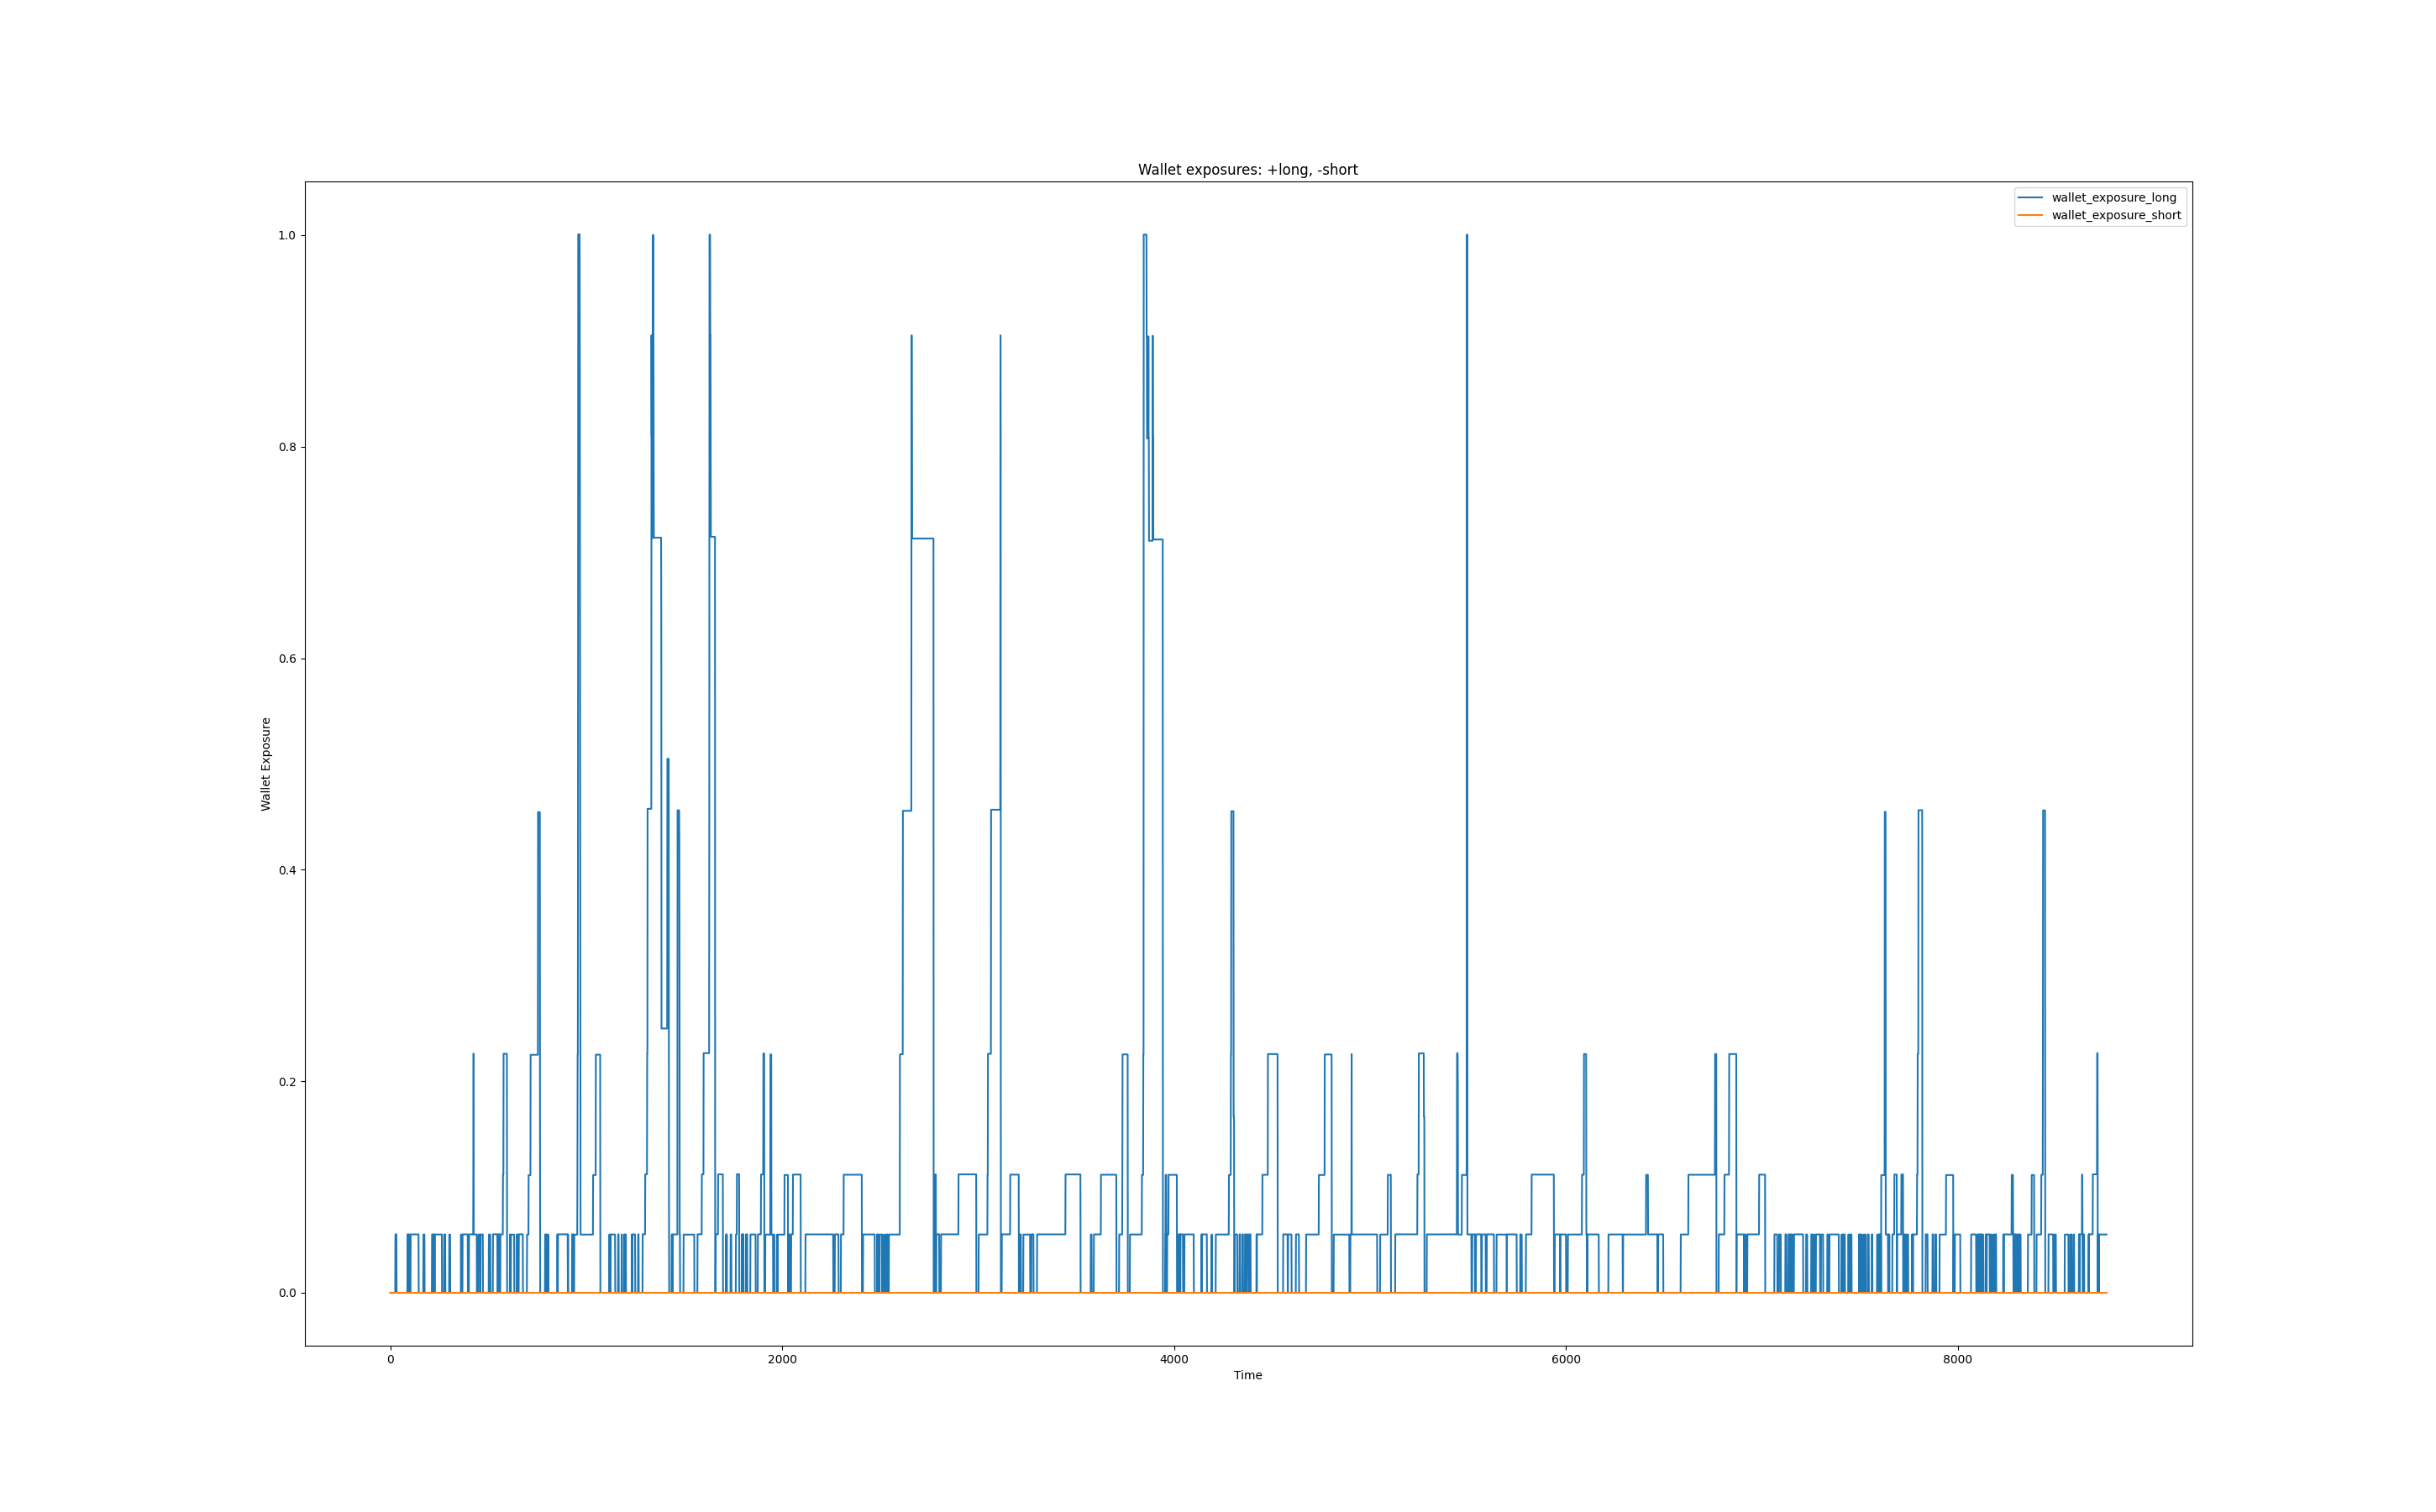 Wallet exposures: +long, -short
wallet_exposure_long
wallet_exposure_short
1.0
0.8
0.6
0.4
0.2
0.0
Wallet Exposure
0 2000 4000 6000 8000
Time